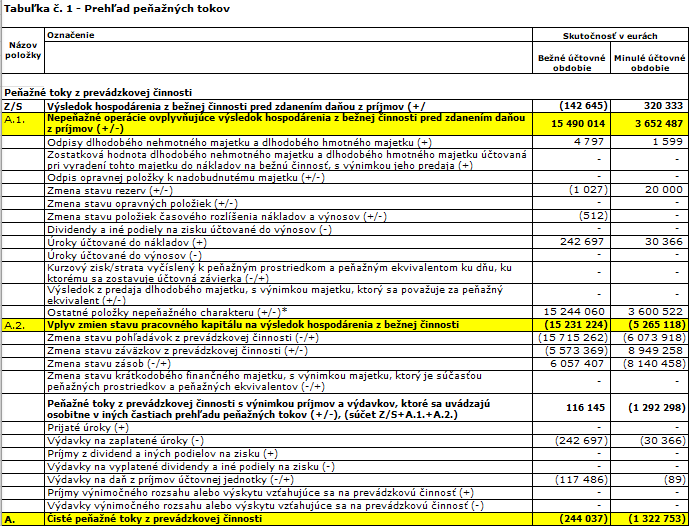 Tabuľka č. 1 - Prehľad peňažných tokov
Názov položky Označenie Skutočnosť v eurách
Bežné účtovné obdobie Minulé účtovné obdobie
Peňažné toky z prevádzkovej činnosti
Z/S Výsledok hospodárenia z bežnej činnosti pred zdanením daňou z príjmov (+/ (142 645) 320 333
A.1. Nepeňažné operácie ovplyvňujúce výsledok hospodárenia z bežnej činnosti pred zdanením daňou
z príjmov (+/-) 15 490 014 3 652 487
Odpisy dlhodobého nehmotného majetku a dlhodobého hmotného majetku (+) 4 797 1 599
Zostatková hodnota dlhodobého nehmotného majetku a dlhodobého hmotného majetku účtovaná
pri vyradení tohto majetku do nákladov na bežnú činnosť, s výnimkou jeho predaja (+) - -
Odpis opravnej položky k nadobudnutému majetku (+/-) - -
Zmena stavu rezerv (+/-) (1 027) 20 000
Zmena stavu opravných položiek (+/-) - -
Zmena stavu položiek časového rozlíšenia nákladov a výnosov (+/-) (512) -
Dividendy a iné podiely na zisku účtované do výnosov (-) - -
Úroky účtované do nákladov (+) 242 697 30 366
Úroky účtované do výnosov (-) - -
Kurzový zisk/strata vyčíslený k peňažným prostriedkom a peňažným ekvivalentom ku dňu, ku
ktorému sa zostavuje účtovná závierka (-/+) - -
Výsledok z predaja dlhodobého majetku, s výnimkou majetku, ktorý sa považuje za peňažný
ekvivalent (+/-) - -
Ostatné položky nepeňažného charakteru (+/-)* 15 244 060 3 600 522
A.2. Vplyv zmien stavu pracovného kapitálu na výsledok hospodárenia z bežnej činnosti (15 231 224) (5 265 118)
Zmena stavu pohľadávok z prevádzkovej činnosti (-/+) (15 715 262) (6 073 918)
Zmena stavu záväzkov z prevádzkovej činnosti (+/-) (5 573 369) 8 949 258
Zmena stavu zásob (-/+) 6 057 407 (8 140 458)
Zmena stavu krátkodobého finančného majetku, s výnimkou majetku, ktorý je súčasťou
peňažných prostriedkov a peňažných ekvivalentov (-/+) - -
Peňažné toky z prevádzkovej činnosti s výnimkou príjmov a výdavkov, ktoré sa uvádzajú
osobitne v iných častiach prehľadu peňažných tokov (+/-), (súčet Z/S+A.1.+A.2.) 116 145 (1 292 298)
Prijaté úroky (+) - -
Výdavky na zaplatené úroky (-) (242 697) (30 366)
Príjmy z dividend a iných podielov na zisku (+) - -
Výdavky na vyplatené dividendy a iné podiely na zisku (-) - -
Výdavky na daň z príjmov účtovnej jednotky (-/+) (117 486) (89)
Príjmy výnimočného rozsahu alebo výskytu vzťahujúce sa na prevádzkovú činnosť (+) - -
Výdavky výnimočného rozsahu alebo výskytu vzťahujúce sa na prevádzkovú činnosť (-) - -
A. Čisté peňažné toky z prevádzkovej činnosti (244 037) (1 322 753)